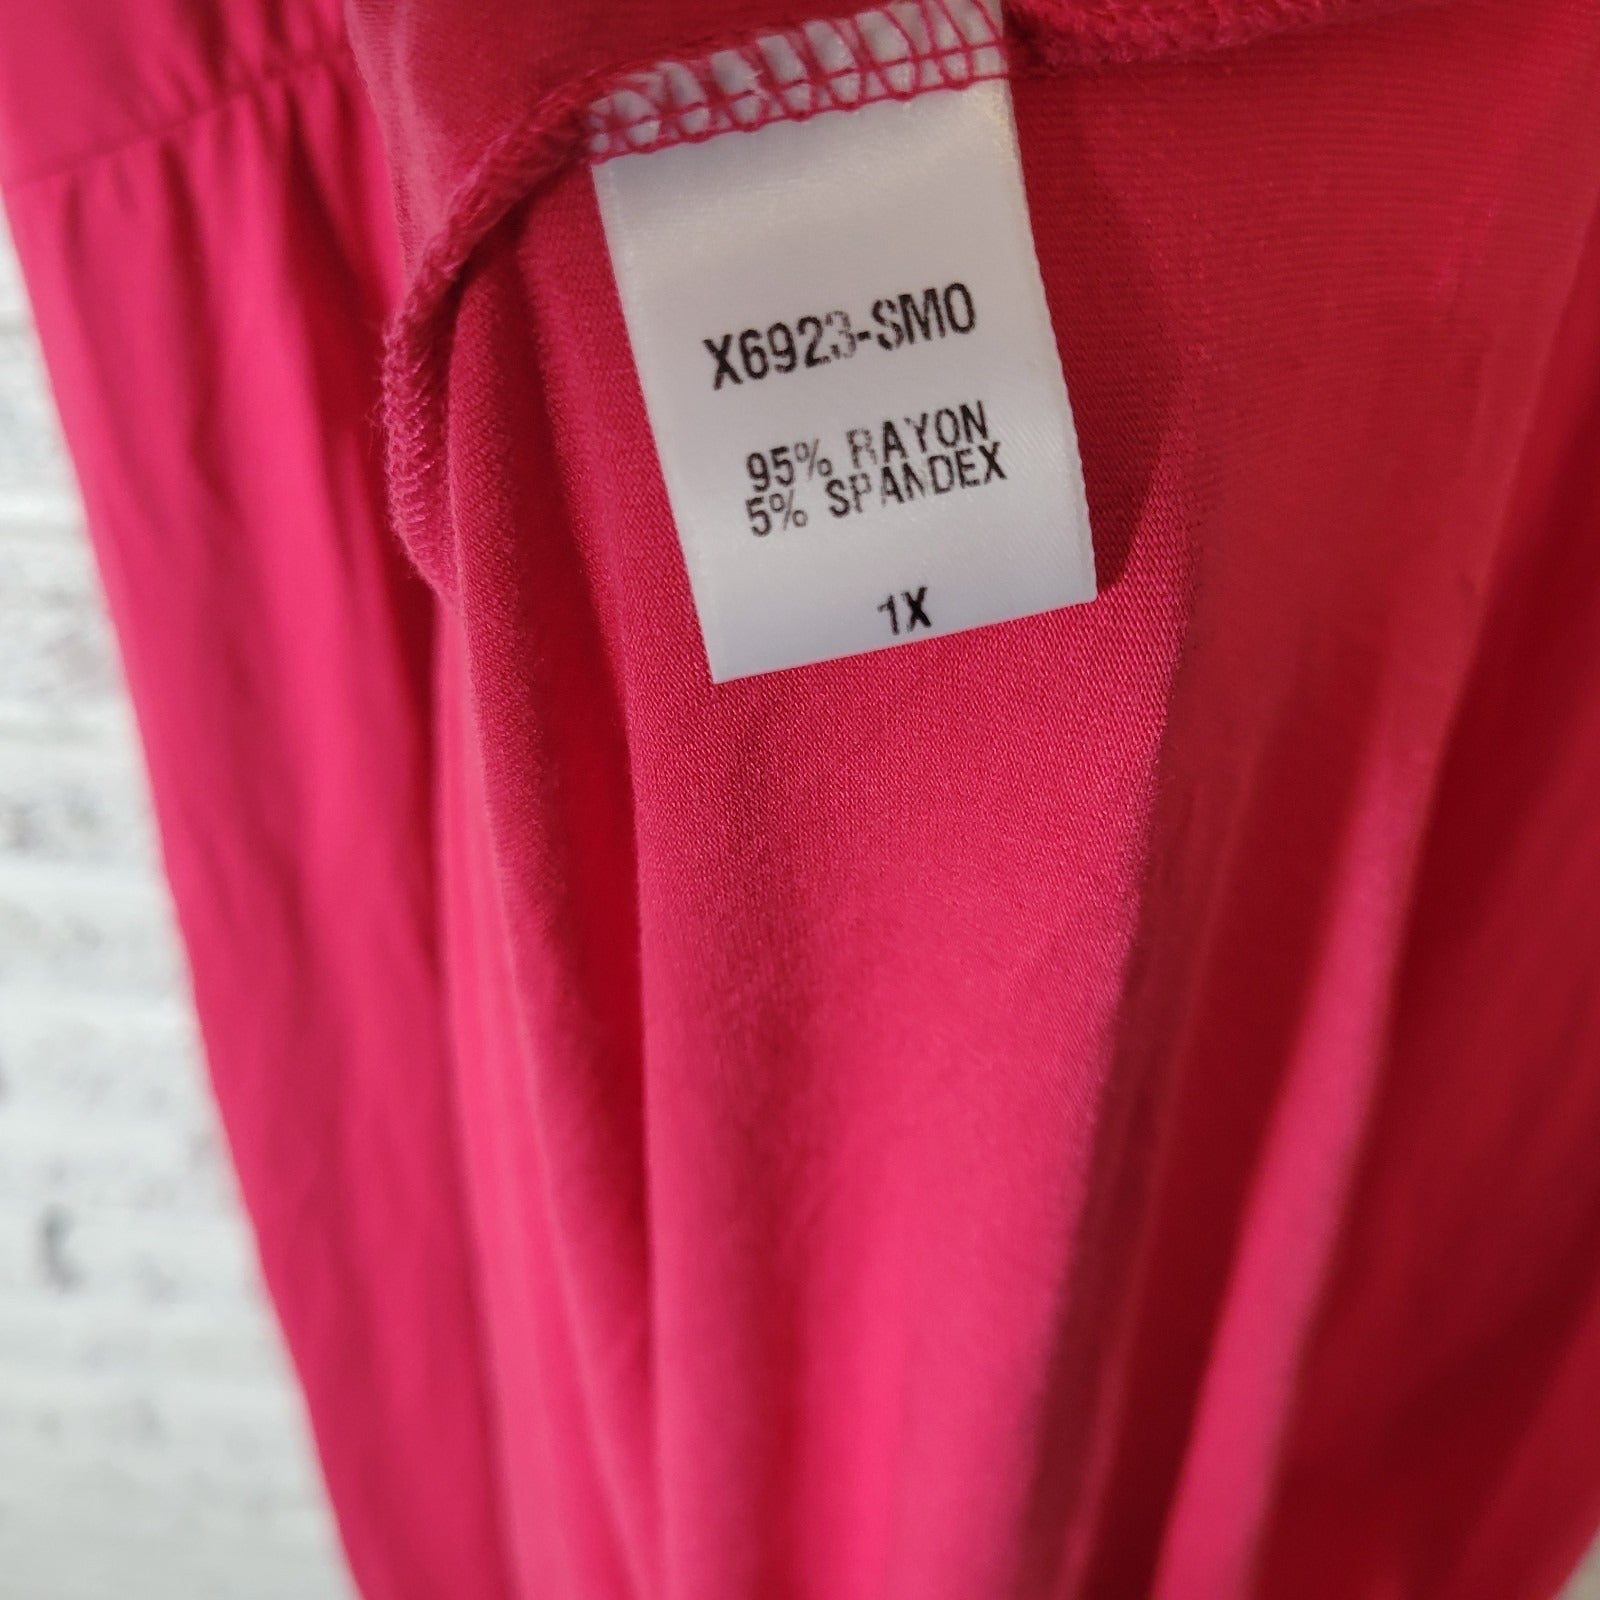 X6923-SMO
95% RAYON
5% SPANDEX
1X